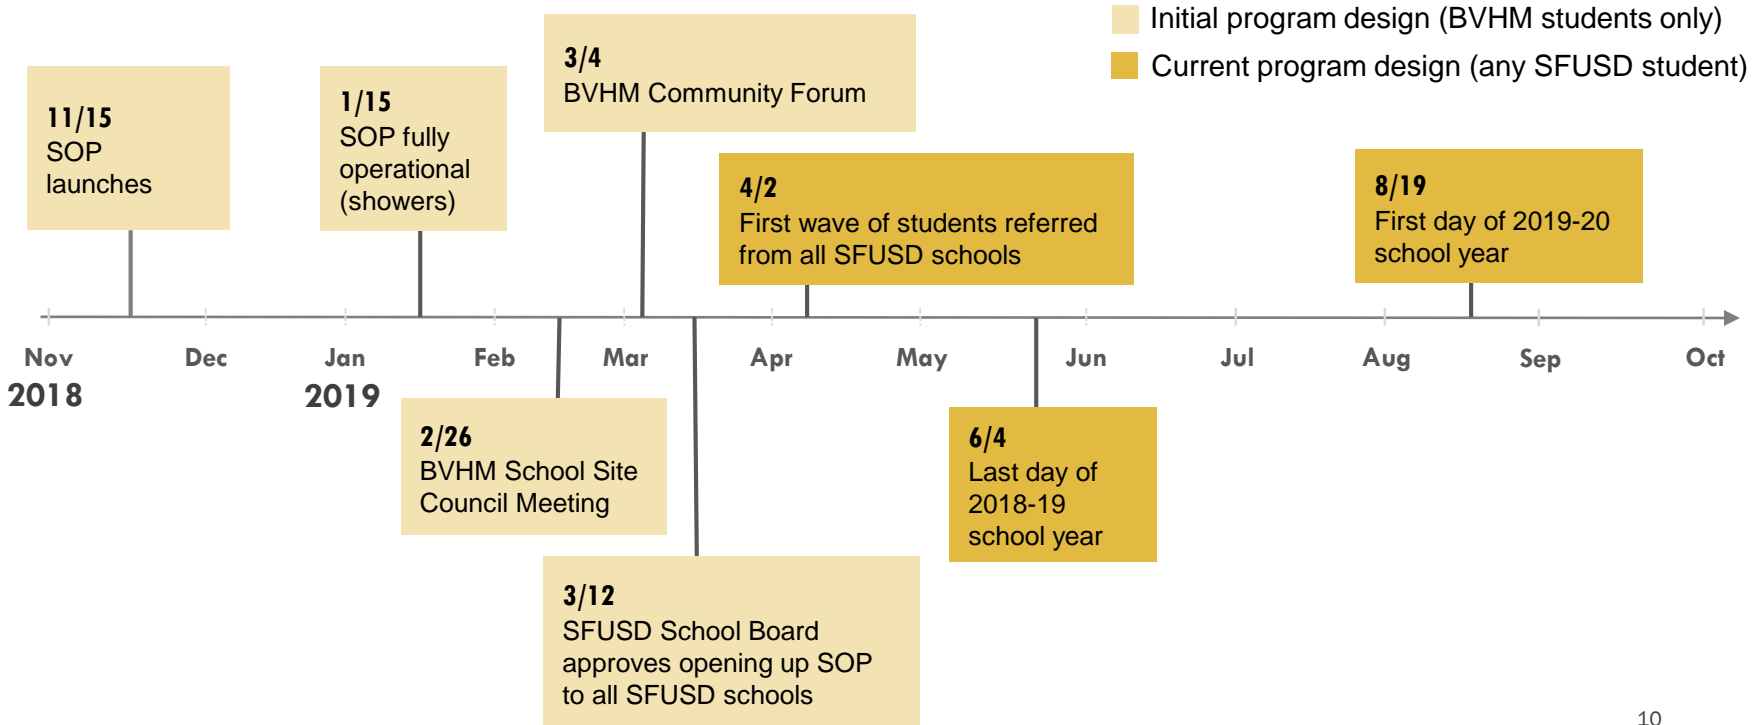 Initial program design (BVHM students only)
Current program design (any SFUSD student)
11/15
SOP
launches
1/15
SOP fully
operational
(showers)
3/4
BVHM Community Forum
4/2
First wave of students referred
from all SFUSD schools
8/19
First day of 2019-20
school year
Nov
2018
Dec
Jan
2019
Feb
Mar
Apr
May
Jun
Jul
Aug
Sep
Oct
2/26
BVHM School Site
Council Meeting
3/12
SFUSD School Board
approves opening up SOP
to all SFUSD schools
6/4
Last day of
2018-19
school year
10